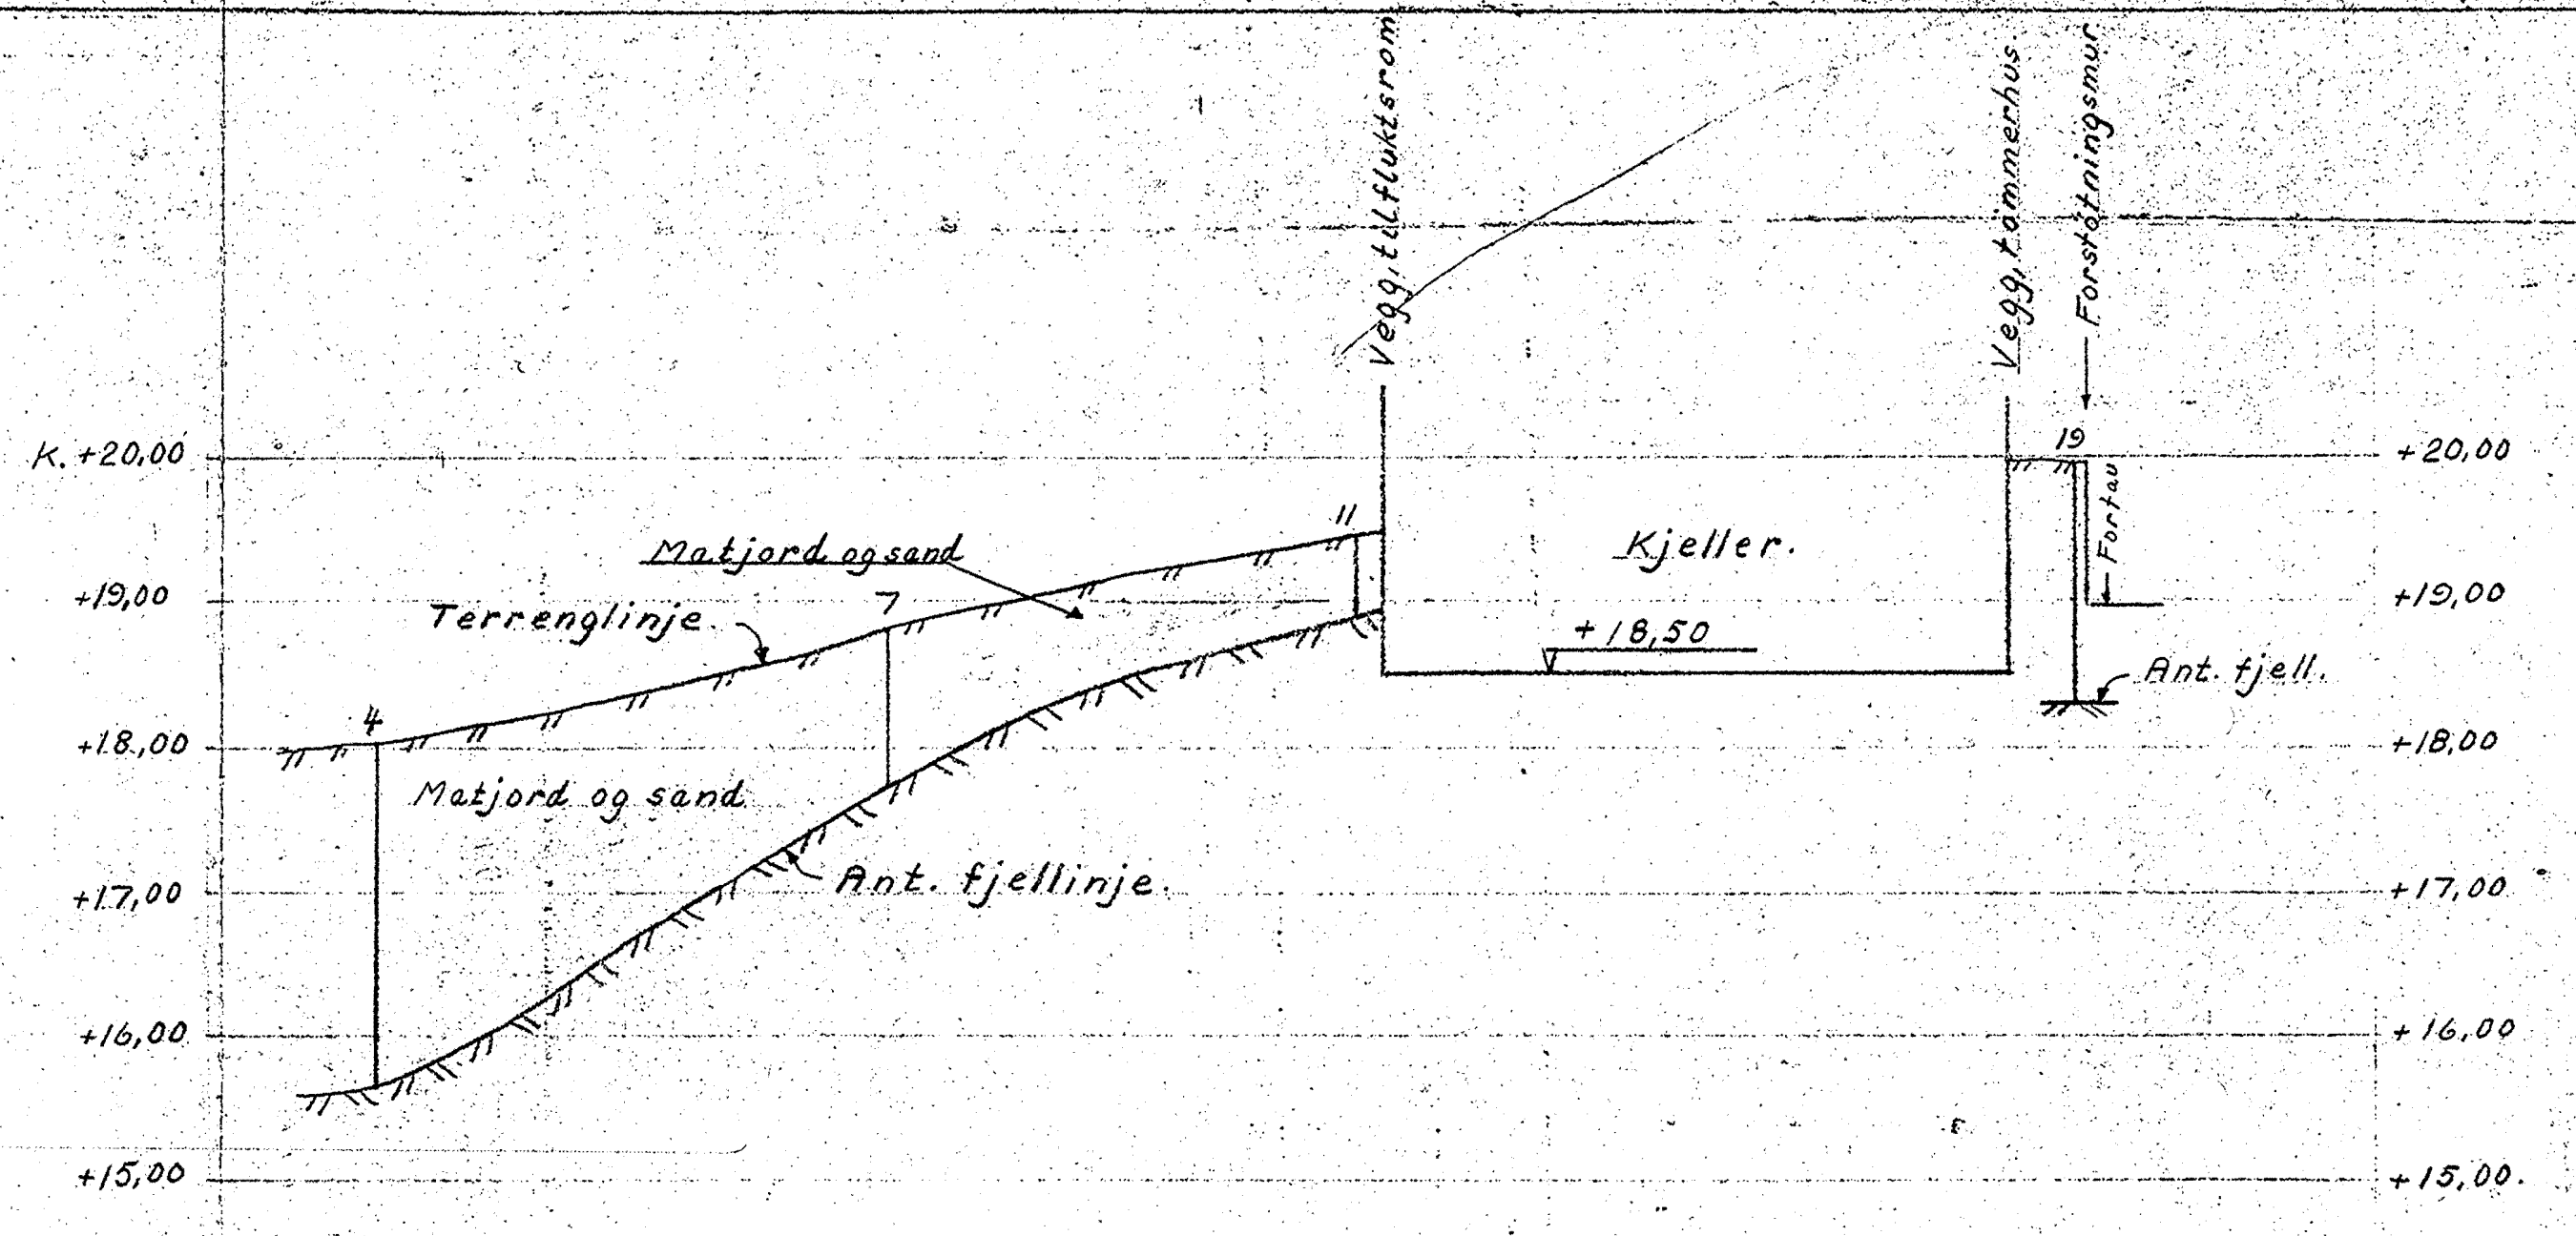 Vegg, tilfluktsrom
Vegg, tømmerhus.
Forstøtningsmur.
K. +20,00
19
+20,00
Fortau
11
Matjord og sand
Kjeller.
+19,00
7
+19,00
Terrenglinje.
+18,50
Ant. fjell.
4
+18,00
+18,00
Matjord og sand
Ant. fjellinje.
+17,00
+17,00
+16,00
+16,00
+15,00
+15,00.